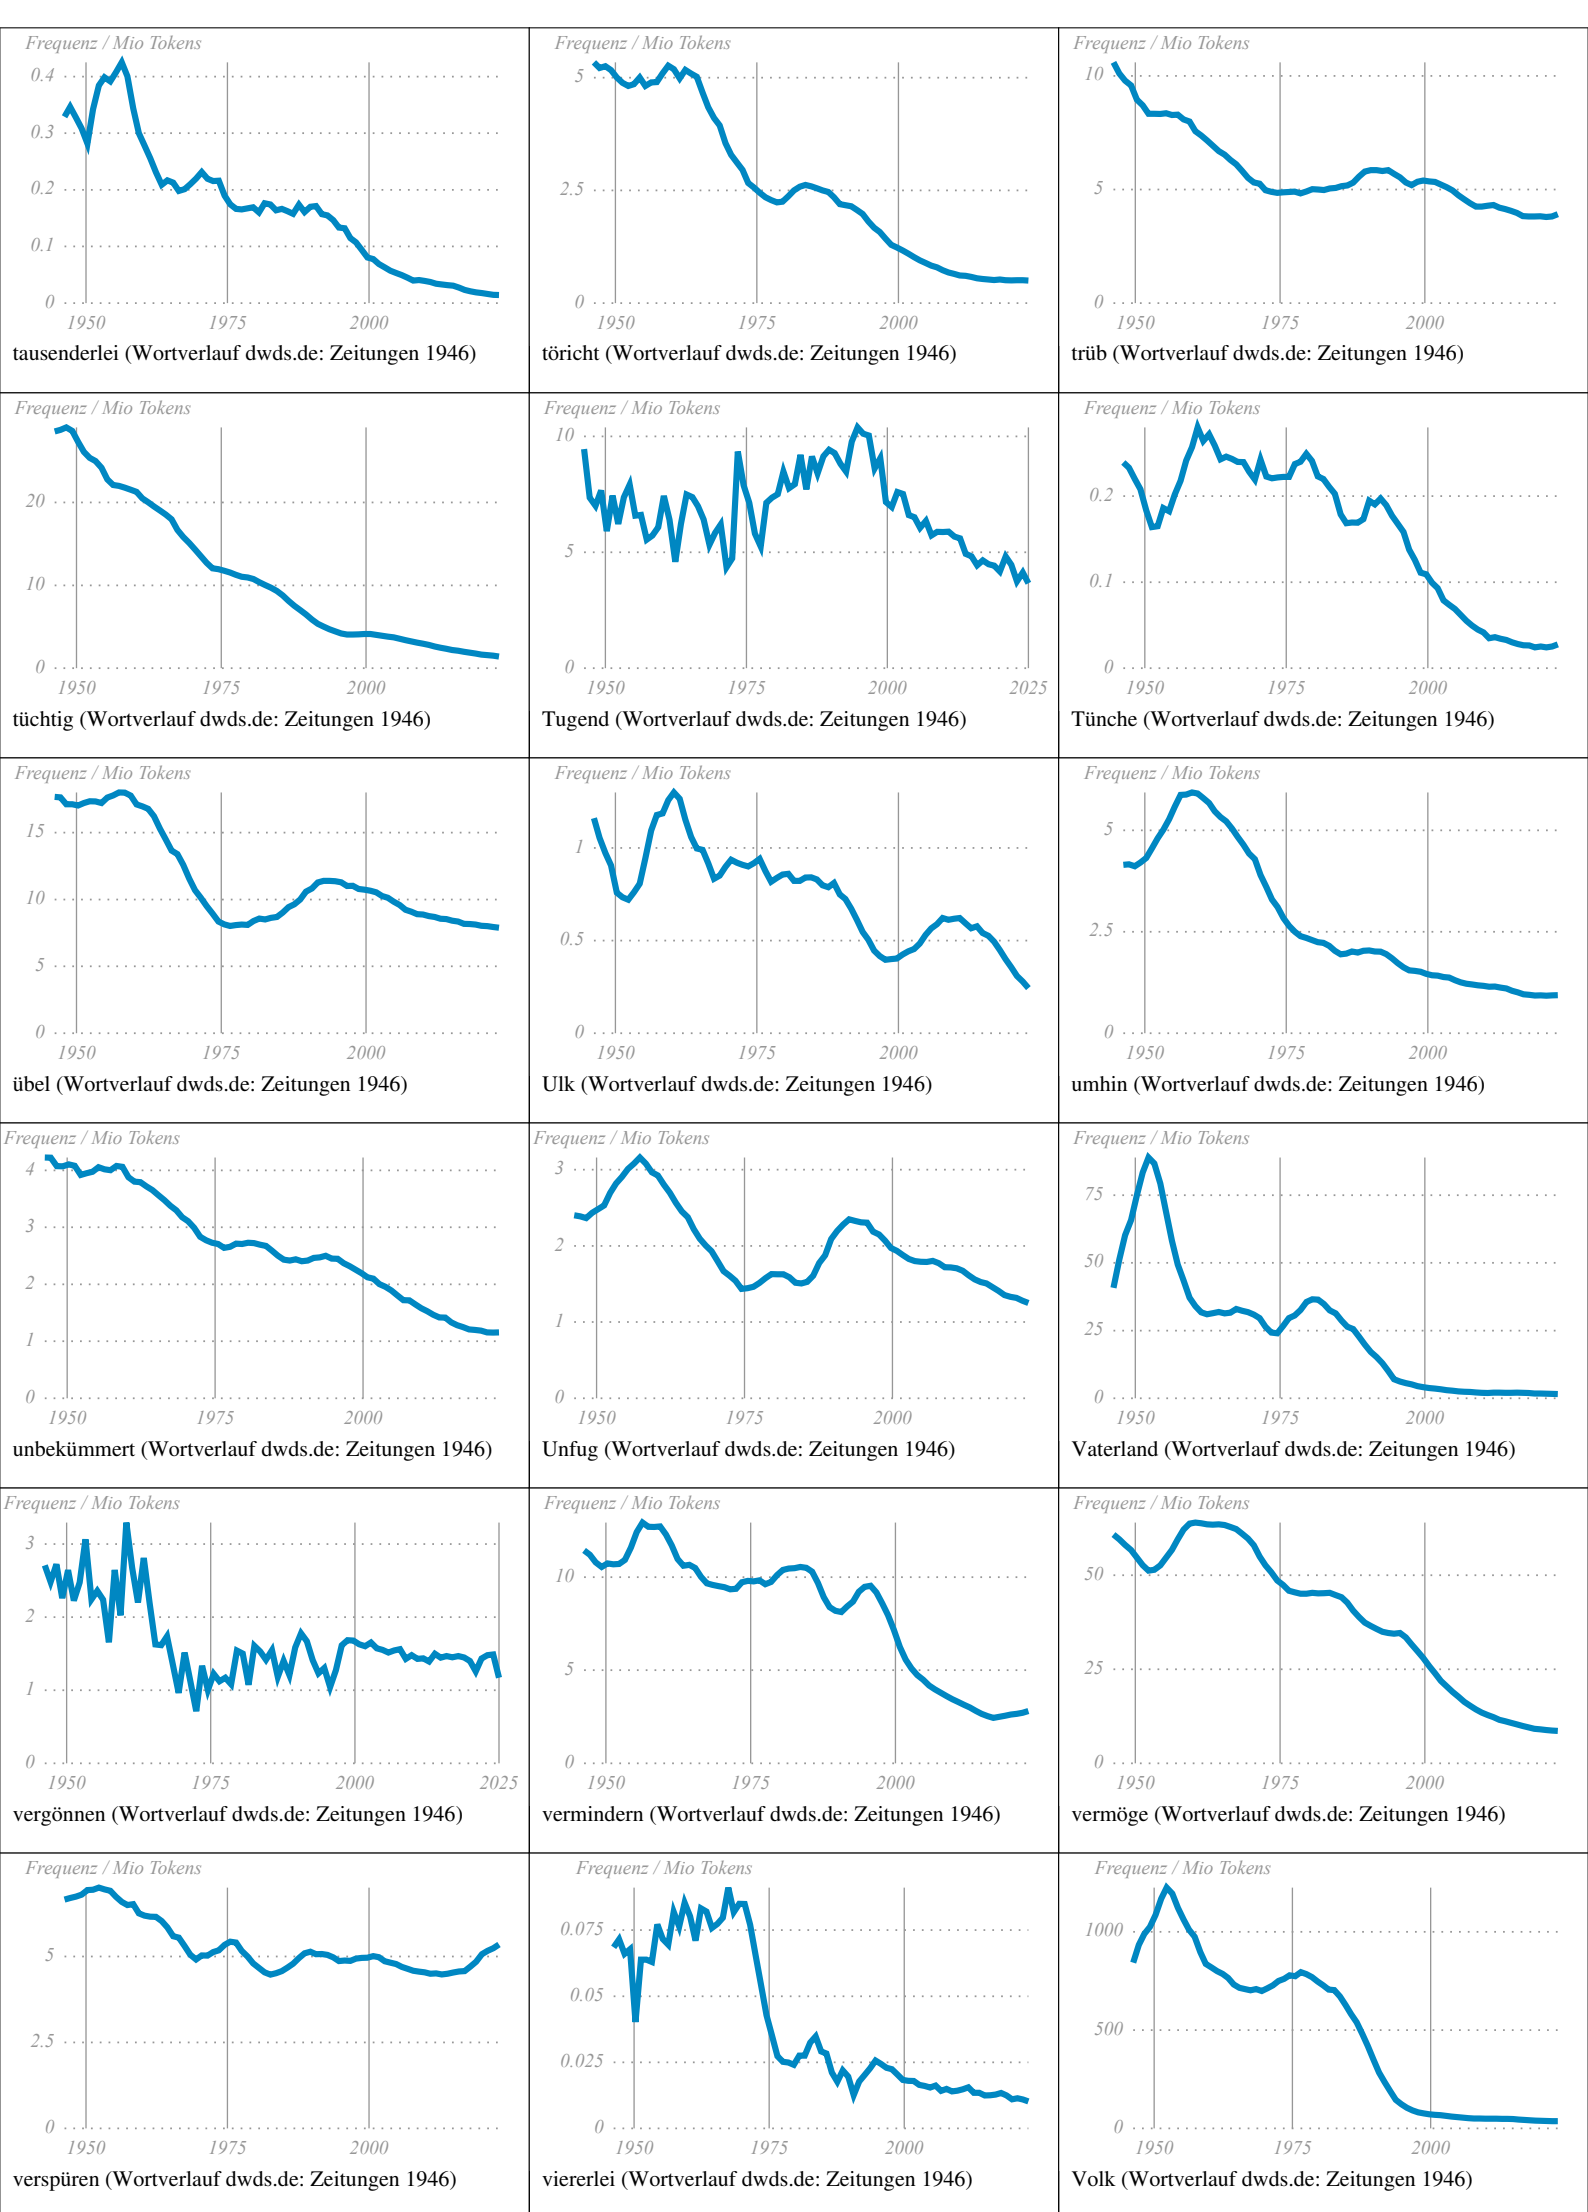 Frequenz / Mio Tokens
0.4
0.3
0.2
0.1
0
1950 1975 2000
tausenderlei (Wortverlauf dwds.de: Zeitungen 1946)
Frequenz / Mio Tokens
5
2.5
0
1950 1975 2000
töricht (Wortverlauf dwds.de: Zeitungen 1946)
Frequenz / Mio Tokens
10
5
0
1950 1975 2000
trüb (Wortverlauf dwds.de: Zeitungen 1946)
Frequenz / Mio Tokens
20
10
0
1950 1975 2000
tüchtig (Wortverlauf dwds.de: Zeitungen 1946)
Frequenz / Mio Tokens
10
5
0
1950 1975 2000 2025
Tugend (Wortverlauf dwds.de: Zeitungen 1946)
Frequenz / Mio Tokens
0.2
0.1
0
1950 1975 2000
Tünche (Wortverlauf dwds.de: Zeitungen 1946)
Frequenz / Mio Tokens
15
10
5
0
1950 1975 2000
übel (Wortverlauf dwds.de: Zeitungen 1946)
Frequenz / Mio Tokens
1
0.5
0
1950 1975 2000
Ulk (Wortverlauf dwds.de: Zeitungen 1946)
Frequenz / Mio Tokens
5
2.5
0
1950 1975 2000
umhin (Wortverlauf dwds.de: Zeitungen 1946)
Frequenz / Mio Tokens
4
3
2
1
0
1950 1975 2000
unbekümmert (Wortverlauf dwds.de: Zeitungen 1946)
Frequenz / Mio Tokens
3
2
1
0
1950 1975 2000
Unfug (Wortverlauf dwds.de: Zeitungen 1946)
Frequenz / Mio Tokens
75
50
25
0
1950 1975 2000
Vaterland (Wortverlauf dwds.de: Zeitungen 1946)
Frequenz / Mio Tokens
3
2
1
0
1950 1975 2000 2025
vergönnen (Wortverlauf dwds.de: Zeitungen 1946)
Frequenz / Mio Tokens
10
5
0
1950 1975 2000
vermindern (Wortverlauf dwds.de: Zeitungen 1946)
Frequenz / Mio Tokens
50
25
0
1950 1975 2000
vermöge (Wortverlauf dwds.de: Zeitungen 1946)
Frequenz / Mio Tokens
5
2.5
0
1950 1975 2000
verspüren (Wortverlauf dwds.de: Zeitungen 1946)
Frequenz / Mio Tokens
0.075
0.05
0.025
0
1950 1975 2000
viererlei (Wortverlauf dwds.de: Zeitungen 1946)
Frequenz / Mio Tokens
1000
500
0
1950 1975 2000
Volk (Wortverlauf dwds.de: Zeitungen 1946)